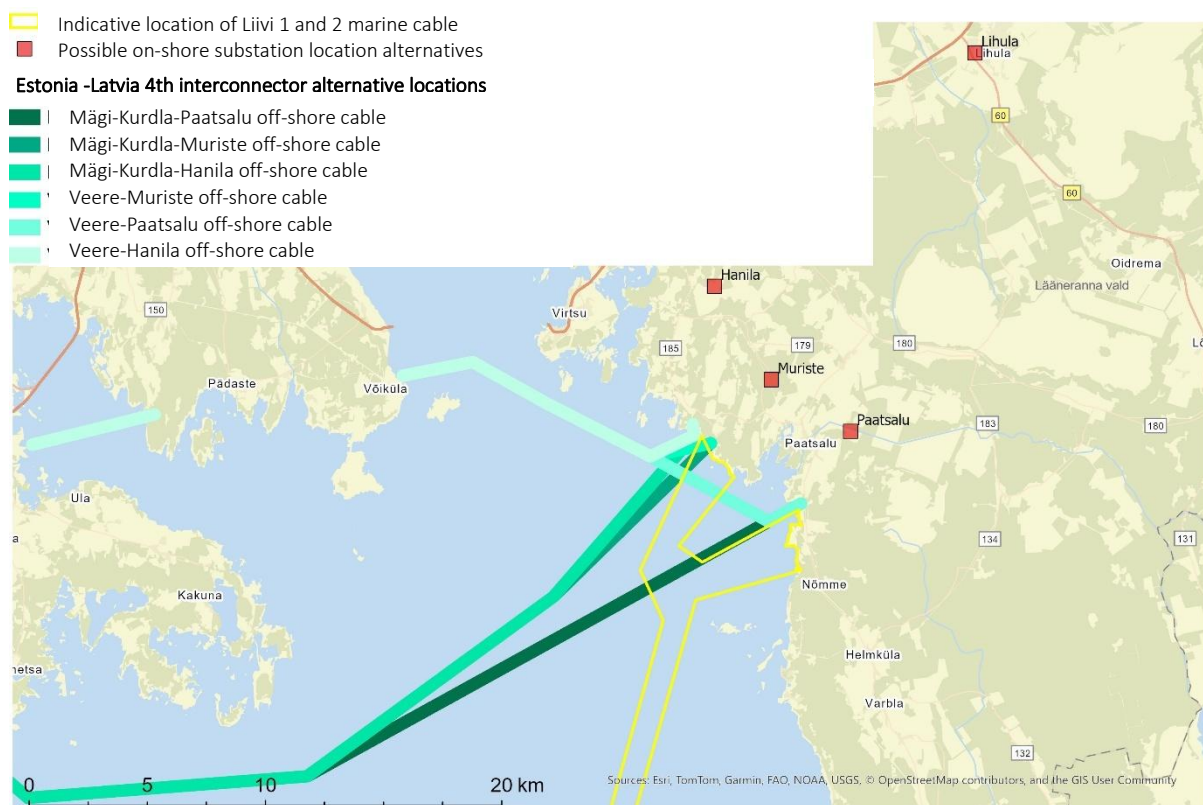 Indicative location of Liivi 1 and 2 marine cable
Possible on-shore substation location alternatives
Estonia -Latvia 4th interconnector alternative locations
Mägi-Kurdla-Paatsalu off-shore cable
Mägi-Kurdla-Muriste off-shore cable
Mägi-Kurdla-Hanila off-shore cable
Veere-Muriste off-shore cable
Veere-Paatsalu off-shore cable
Veere-Hanila off-shore cable
Lihula
Lihula
60
60
Oidrema
Lääneranna vald
Hanila
150
Virtsu
185
179
180
Muriste
Pädaste
Võiküla
Paatsalu
Paatsalu
183
180
Ula
134
131
Kakuna
Nõmme
Helmküla
Varbla
132
0 5 10 20 km
Sources: Esri, TomTom, Garmin, FAO, NOAA, USGS, © OpenStreetMap contributors, and the GIS User Community